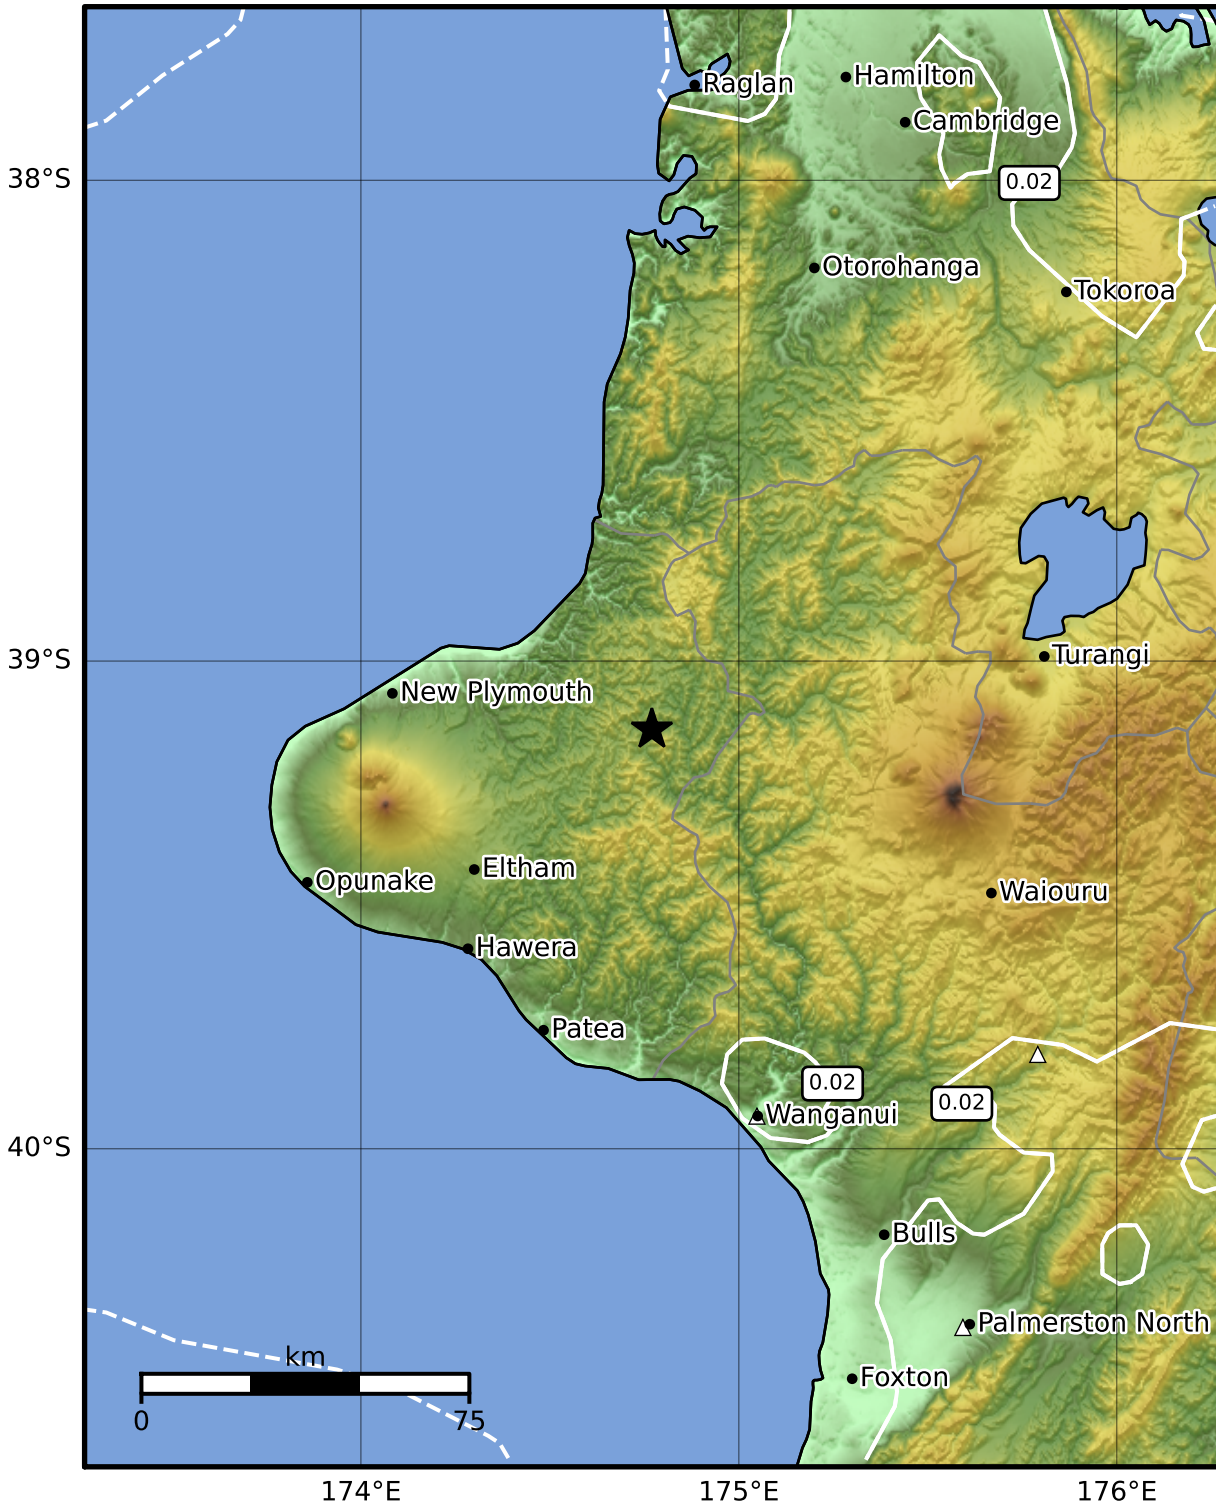 Hamilton
Raglan
Cambridge
38°S
0.02
Otorohanga
Tokoroa
39°S
Turangi
New Plymouth
Eltham
Opunake
Waiouru
Hawera
Patea
0.02
0.02
Wanganui
40°S
Bulls
Palmerston North
km
Foxton
0
75
174°E
175°E
176°E